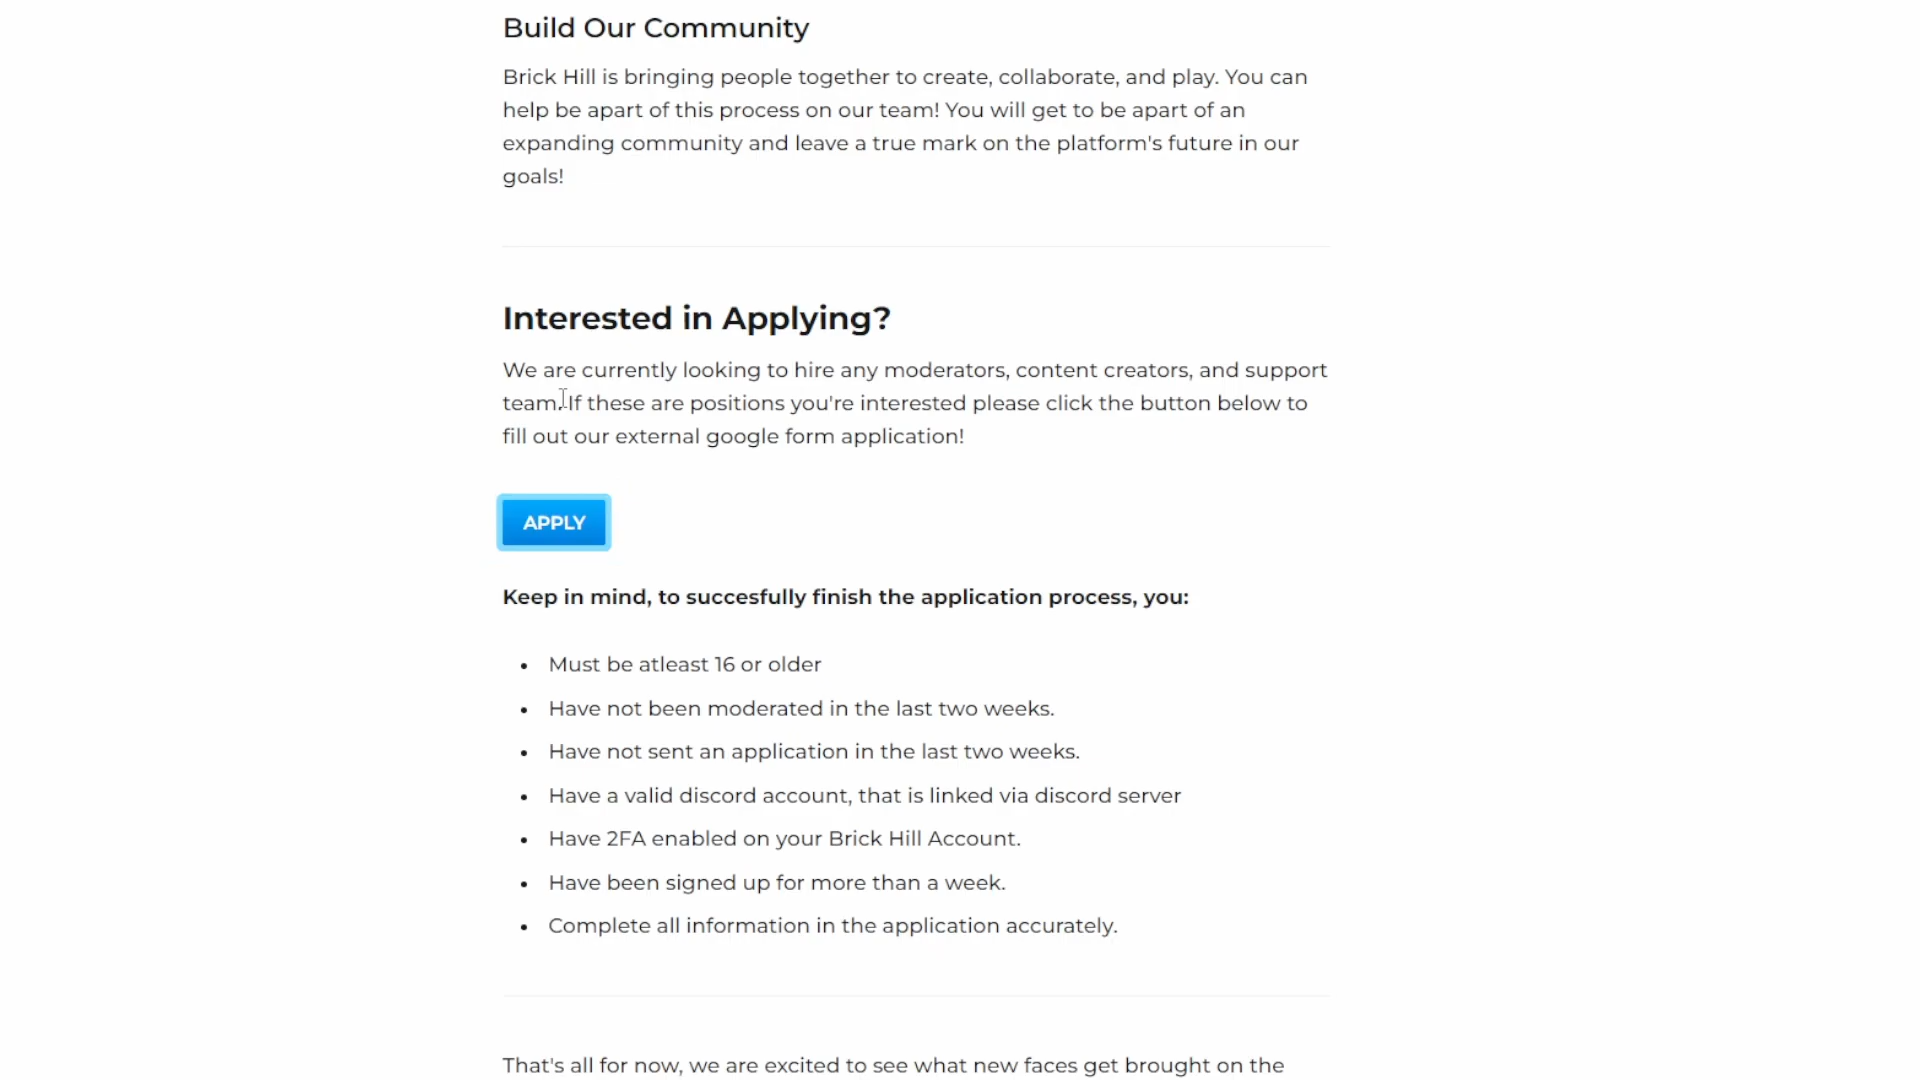 Build Our Community
Brick Hill is bringing people together to create, collaborate, and play. You can
help be apart of this process on our team! You will get to be apart of an
expanding community and leave a true mark on the platform's future in our
goals!
Interested in Applying?
We are currently looking to hire any moderators, content creators, and support
team. If these are positions you're interested please click the button below to
fill out our external google form application!
APPLY
Keep in mind, to succesfully finish the application process, you:
• Must be atleast 16 or older
• Have not been moderated in the last two weeks.
• Have not sent an application in the last two weeks.
• Have a valid discord account, that is linked via discord server
• Have 2FA enabled on your Brick Hill Account.
• Have been signed up for more than a week.
• Complete all information in the application accurately.
That's all for now, we are excited to see what new faces get brought on the